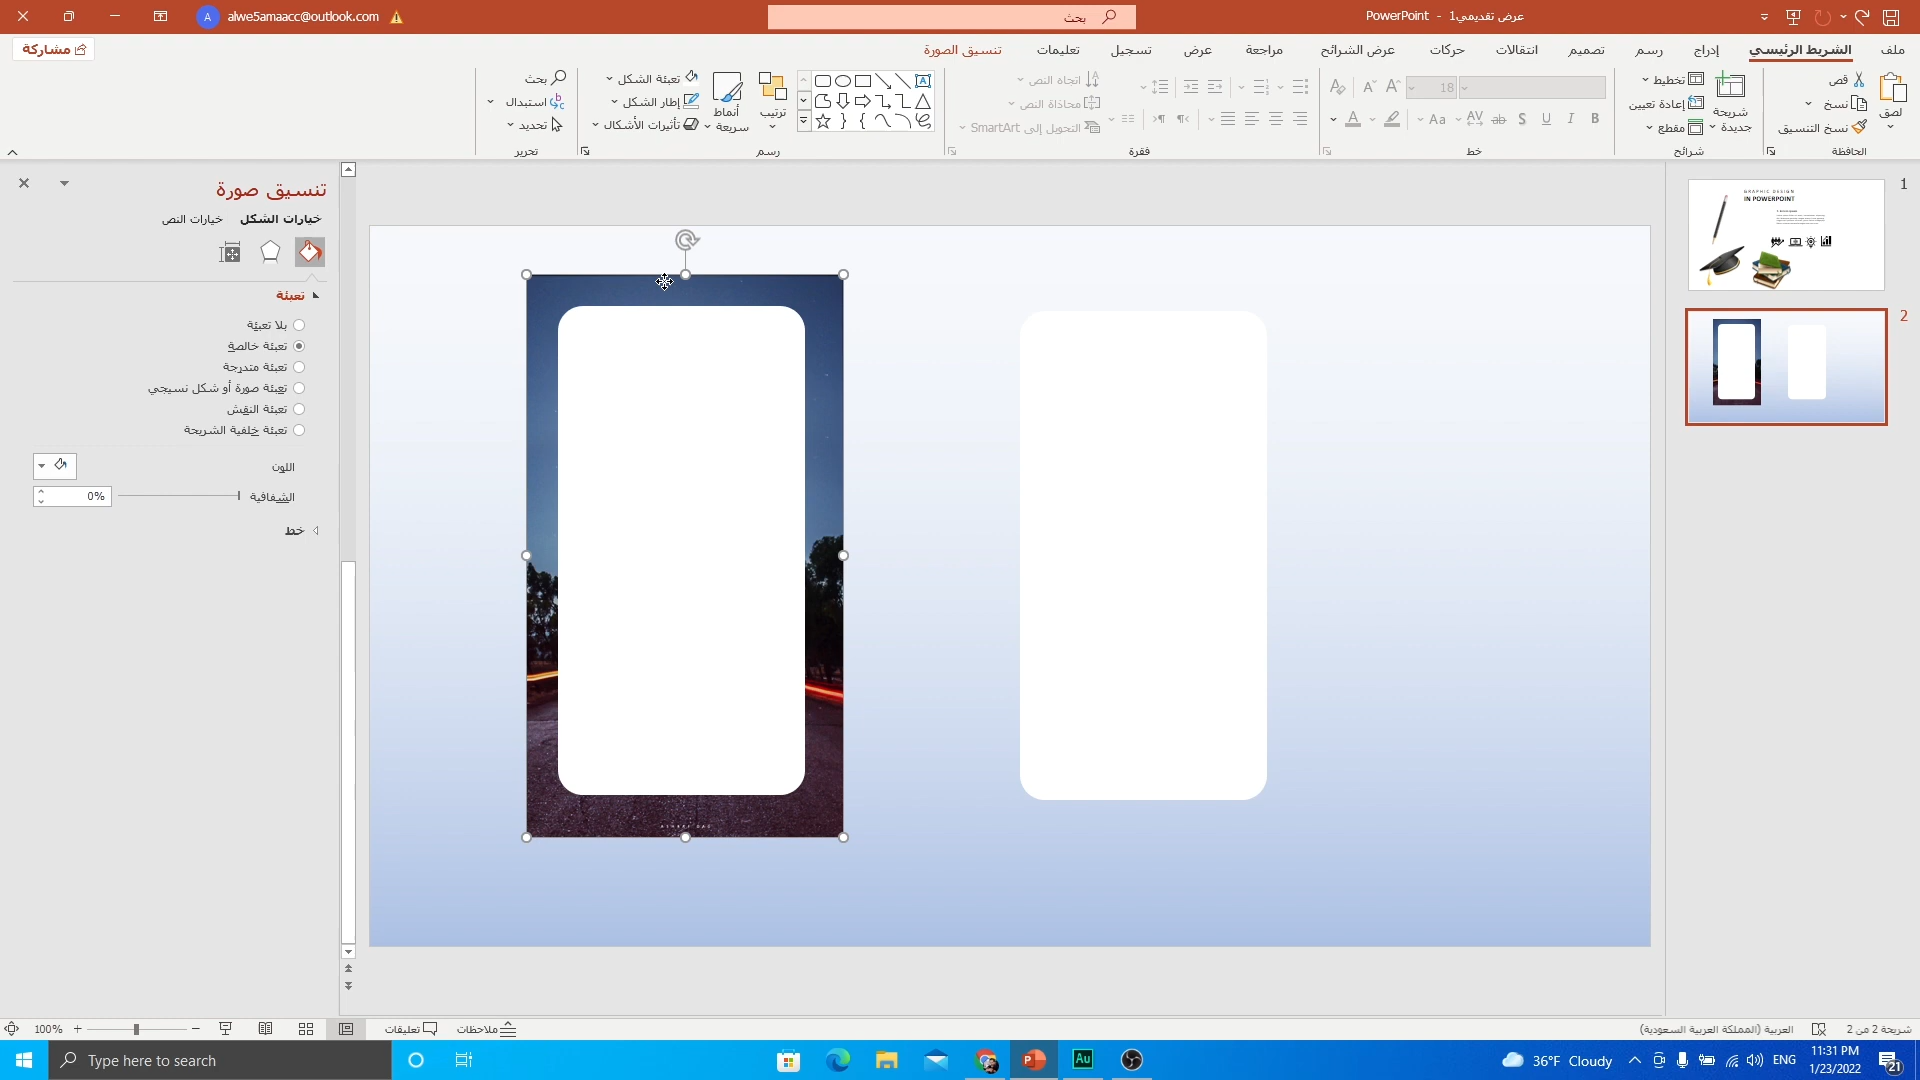 alwe5amaacc@outlook.com
بحث
عرض تقديمي1 - PowerPoint
ملف
الشريط الرئيسي
إدراج
رسم
تصميم
انتقالات
حركات
عرض الشرائح
مراجعة
عرض
تسجيل
تعليمات
تنسيق الصورة
مشاركة
لصق
قص
نسخ
نسخ التنسيق
الحافظة
شريحة
جديدة
تخطيط
إعادة تعيين
مقطع
شرائح
18
B
I
U
S
ab
AV
Aa
A
خط
اتجاه النص
محاذاة النص
التحويل إلى SmartArt
فقرة
ترتيب
أنماط
سريعة
تعبئة الشكل
إطار الشكل
تأثيرات الأشكال
رسم
بحث
استبدال
تحديد
تحرير
تنسيق صورة
خيارات الشكل
خيارات النص
تعبئة
بلا تعبئة
تعبئة خالصة
تعبئة متدرجة
تعبئة صورة أو شكل نسيجي
تعبئة النقش
تعبئة خلفية الشريحة
اللون
الشفافية
0%
خط
1
GRAPHIC DESIGN
IN POWERPOINT
2
شريحة 2 من 2
العربية (المملكة العربية السعودية)
ملاحظات
تعليقات
100%
Type here to search
Au
36°F Cloudy
ENG
11:31 PM
1/23/2022
21